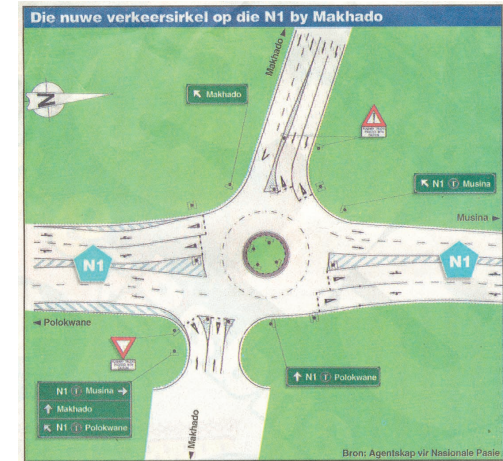 Die nuwe verkeersirkel op die N1 by Makhado
Makhado
Makhado
N
N1 T Musina
Musina
N1
N1
Polokwane
N1 T Musina
Makhado
N1 T Polokwane
N1 T Polokwane
Makhado
Bron: Agentskap vir Nasionale Paaie